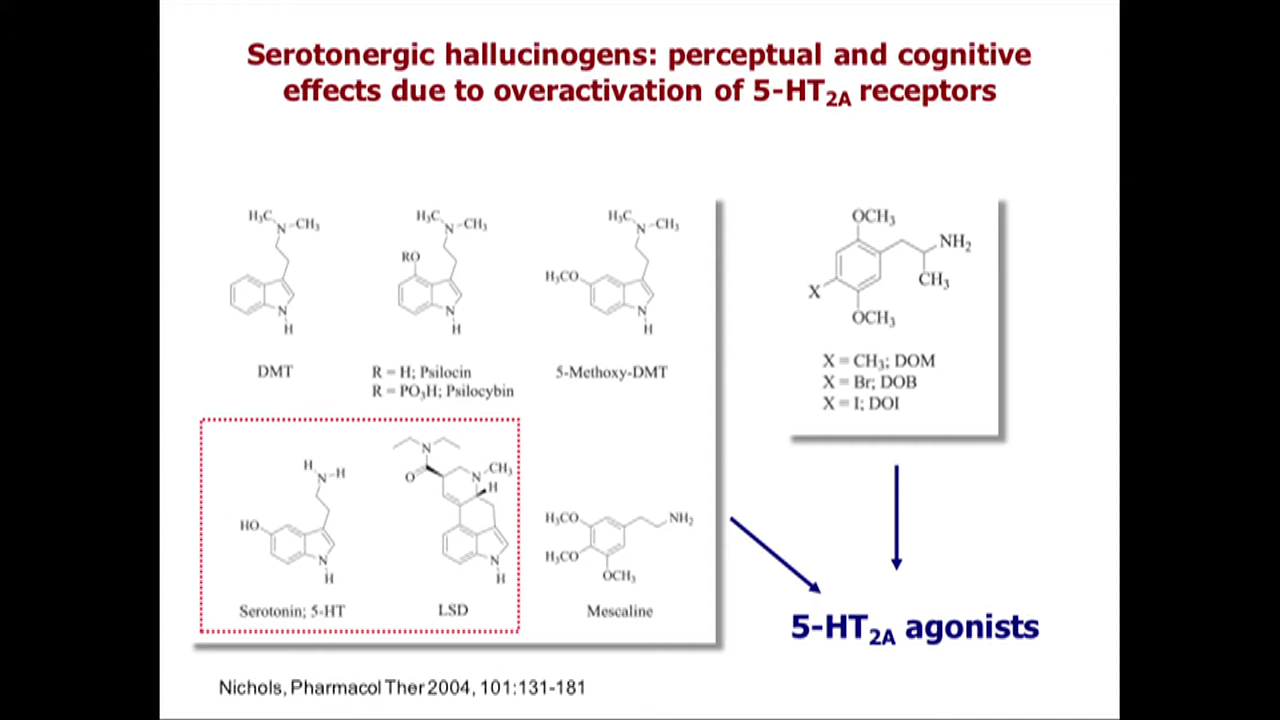 Serotonergic hallucinogens: perceptual and cognitive
effects due to overactivation of 5-HT2A receptors
H₃C
N
CH₃
N
H
DMT
H₃C
N
CH₃
RO
N
H
R = H; Psilocin
R = PO₃H; Psilocybin
H₃C
N
CH₃
H₃CO
N
H
5-Methoxy-DMT
OCH₃
NH₂
CH₃
X
OCH₃
X = CH₃; DOM
X = Br; DOB
X = I; DOI
H
N
H
HO
N
H
Serotonin; 5-HT
N
O
N
CH₃
H
N
H
LSD
H₃CO
NH₂
H₃CO
OCH₃
Mescaline
5-HT2A agonists
Nichols, Pharmacol Ther 2004, 101:131-181